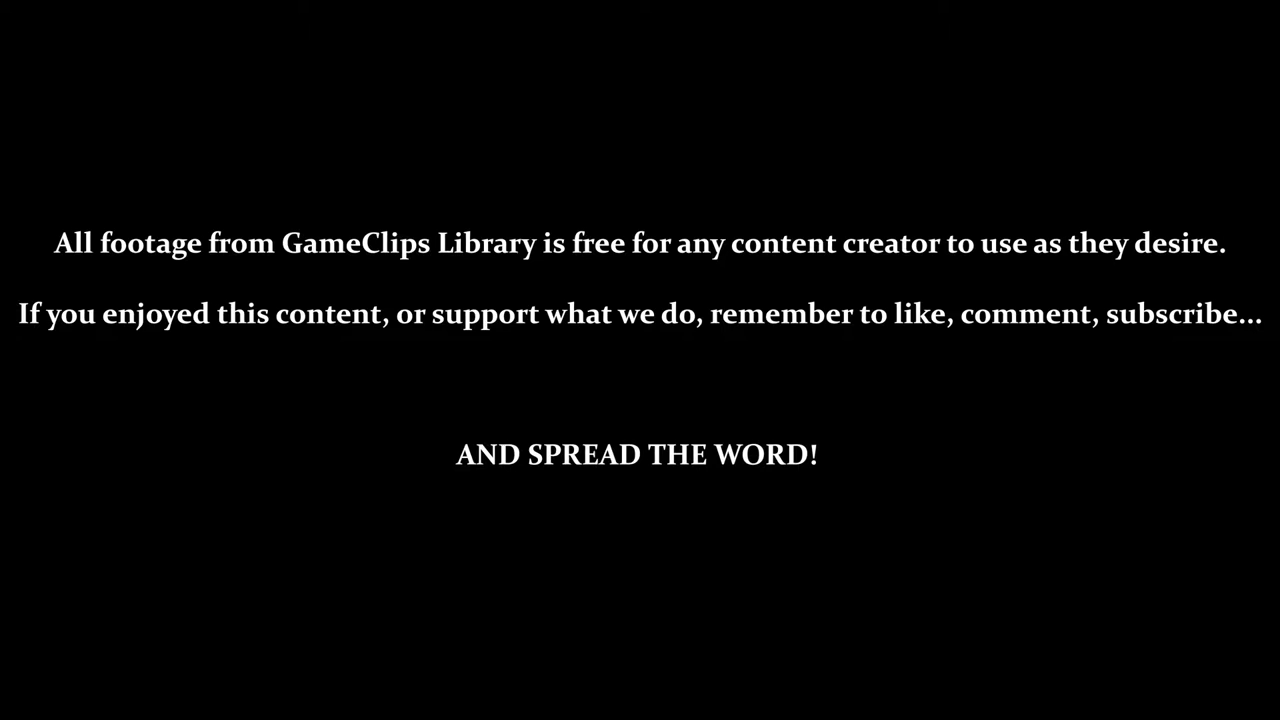 All footage from GameClips Library is free for any content creator to use as they desire.
If you enjoyed this content, or support what we do, remember to like, comment, subscribe...
AND SPREAD THE WORD!